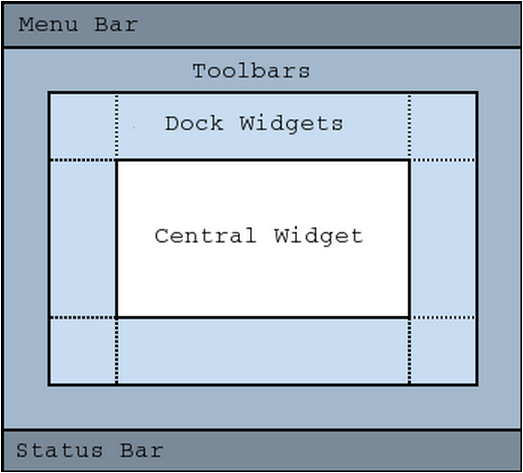 Menu Bar
Toolbars
Dock Widgets
Central Widget
Status Bar